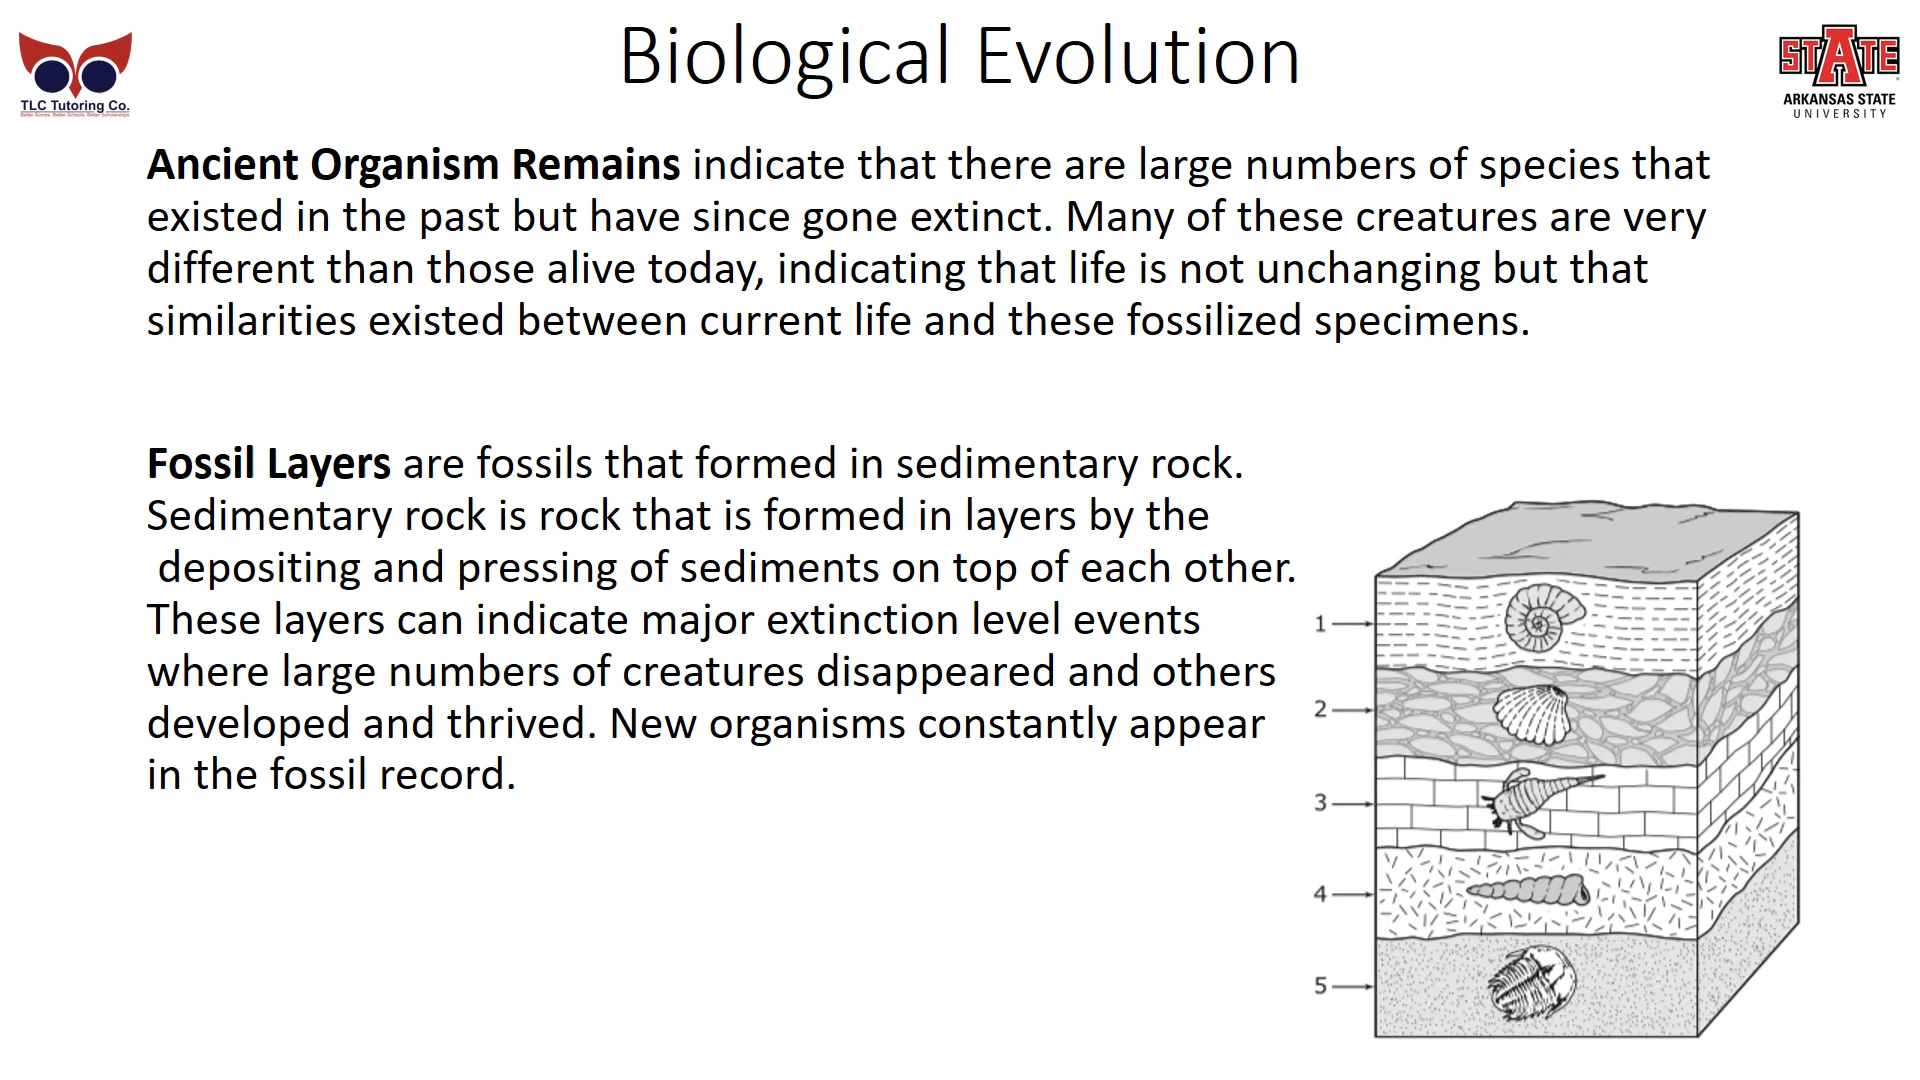 Biological Evolution
TLC Tutoring Co.
Better Scores, Better Schools, Better Scholarships
STATE
ARKANSAS STATE
UNIVERSITY
Ancient Organism Remains indicate that there are large numbers of species that
existed in the past but have since gone extinct. Many of these creatures are very
different than those alive today, indicating that life is not unchanging but that
similarities existed between current life and these fossilized specimens.
Fossil Layers are fossils that formed in sedimentary rock.
Sedimentary rock is rock that is formed in layers by the
depositing and pressing of sediments on top of each other.
These layers can indicate major extinction level events
where large numbers of creatures disappeared and others
developed and thrived. New organisms constantly appear
in the fossil record.
1
2
3
4
5